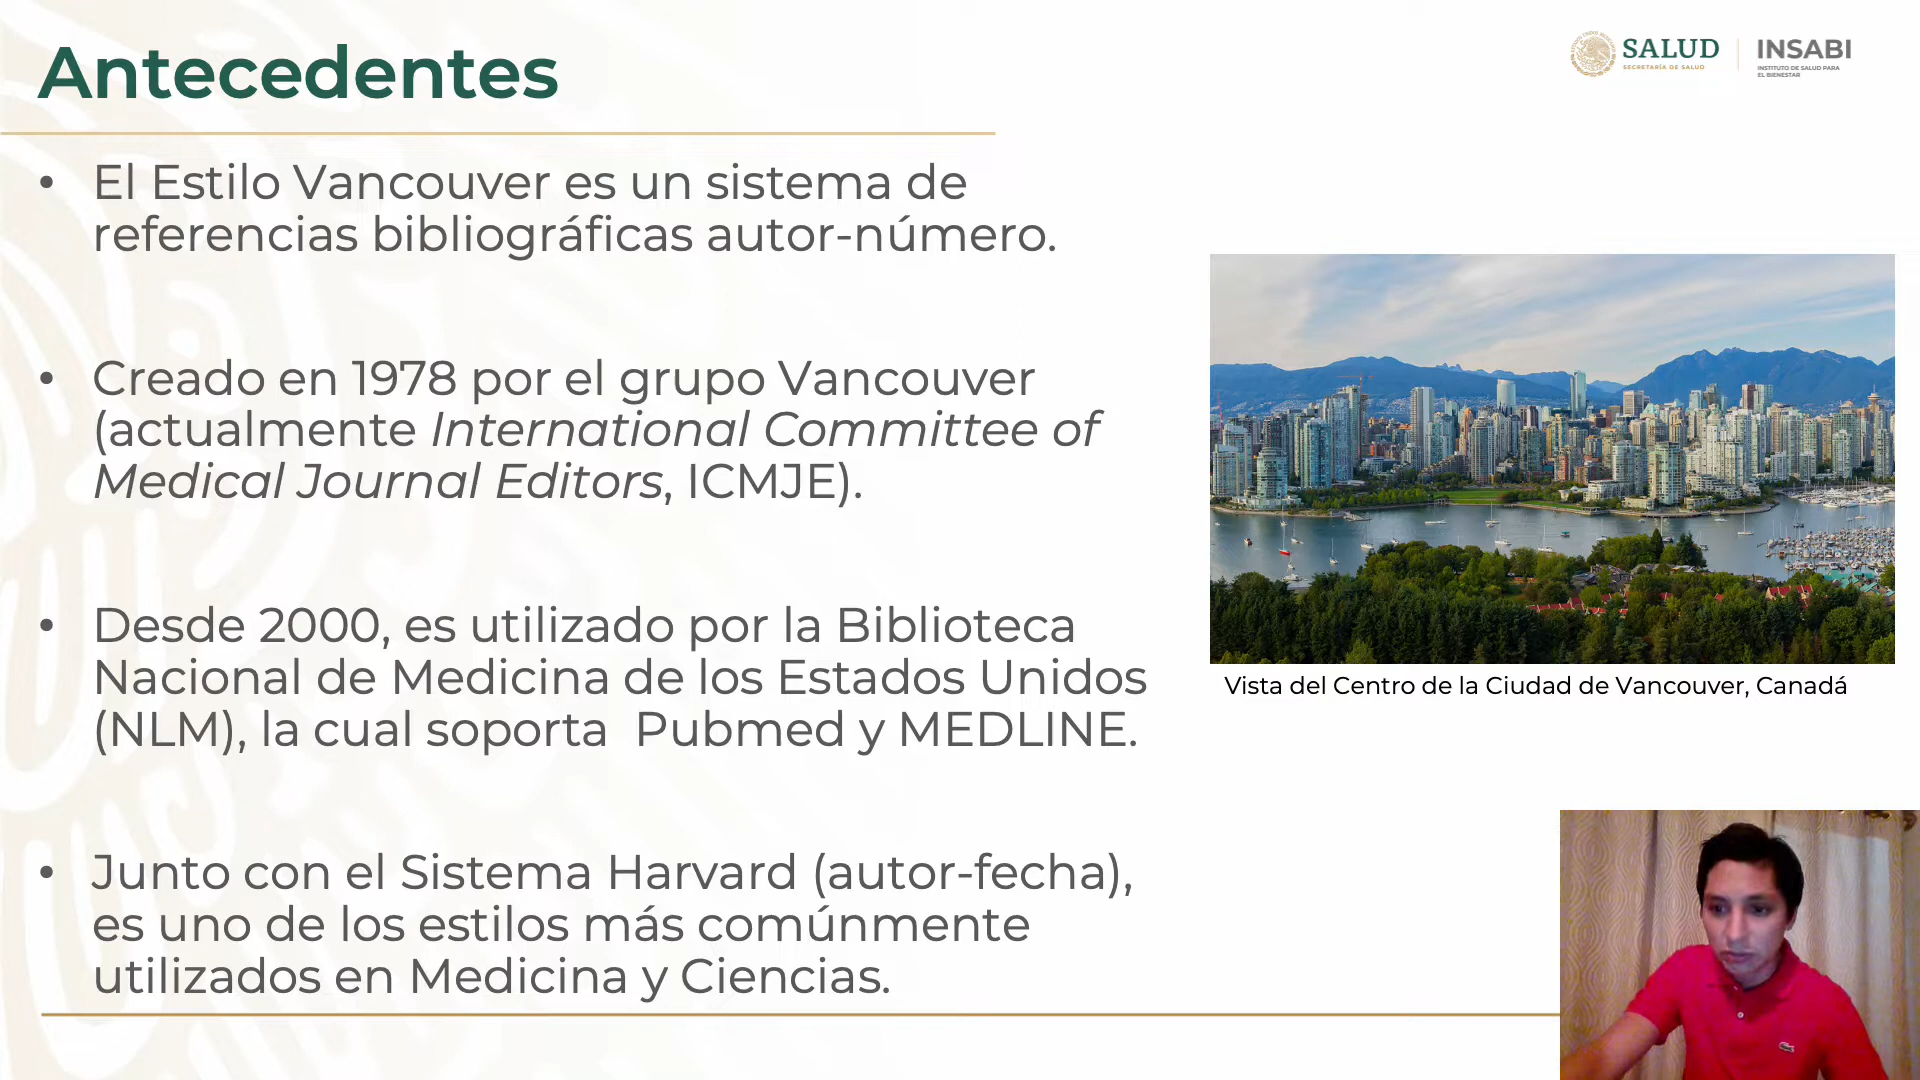 Antecedentes
SALUD
SECRETARÍA DE SALUD
INSABI
INSTITUTO DE SALUD PARA
EL BIENESTAR
• El Estilo Vancouver es un sistema de
referencias bibliográficas autor-número.
• Creado en 1978 por el grupo Vancouver
(actualmente International Committee of
Medical Journal Editors, ICMJE).
• Desde 2000, es utilizado por la Biblioteca
Nacional de Medicina de los Estados Unidos
(NLM), la cual soporta  Pubmed y MEDLINE.
• Junto con el Sistema Harvard (autor-fecha),
es uno de los estilos más comúnmente
utilizados en Medicina y Ciencias.
Vista del Centro de la Ciudad de Vancouver, Canadá